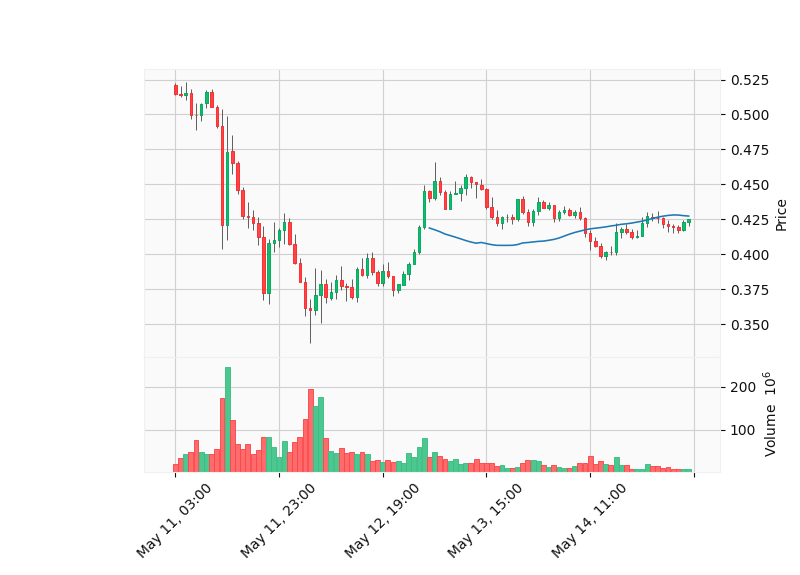 0.525
0.500
0.475
0.450
0.425
0.400
0.375
0.350
Price
200
100
Volume 10^6
May 11, 03:00
May 11, 23:00
May 12, 19:00
May 13, 15:00
May 14, 11:00